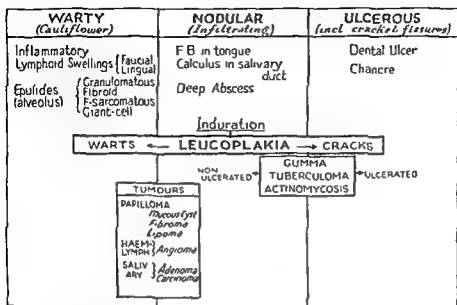 WARTY
(Cauliflower)
Inflammatory
Lymphoid Swellings { Faucial
Lingual
Epulides
(alveolus)
{ Granulomatous
Fibroid
F-sarcomatous
Giant-cell
NODULAR
(Infiltrating)
F B in tongue
Calculus in salivary
duct
Deep Abscess
ULCEROUS
(incl cracks & fissures)
Dental Ulcer
Chancre
Induration
WARTS ← LEUCOPLAKIA → CRACKS
NON
ULCERATED
GUMMA
TUBERCULOMA
ACTINOMYCOSIS
ULCERATED
TUMOURS
PAPILLOMA
Mucous Cyst
Fibroma
Lipoma
HAEM-
LYMPH } Angioma
SALIV
ARY } Adenoma
Carcinoma